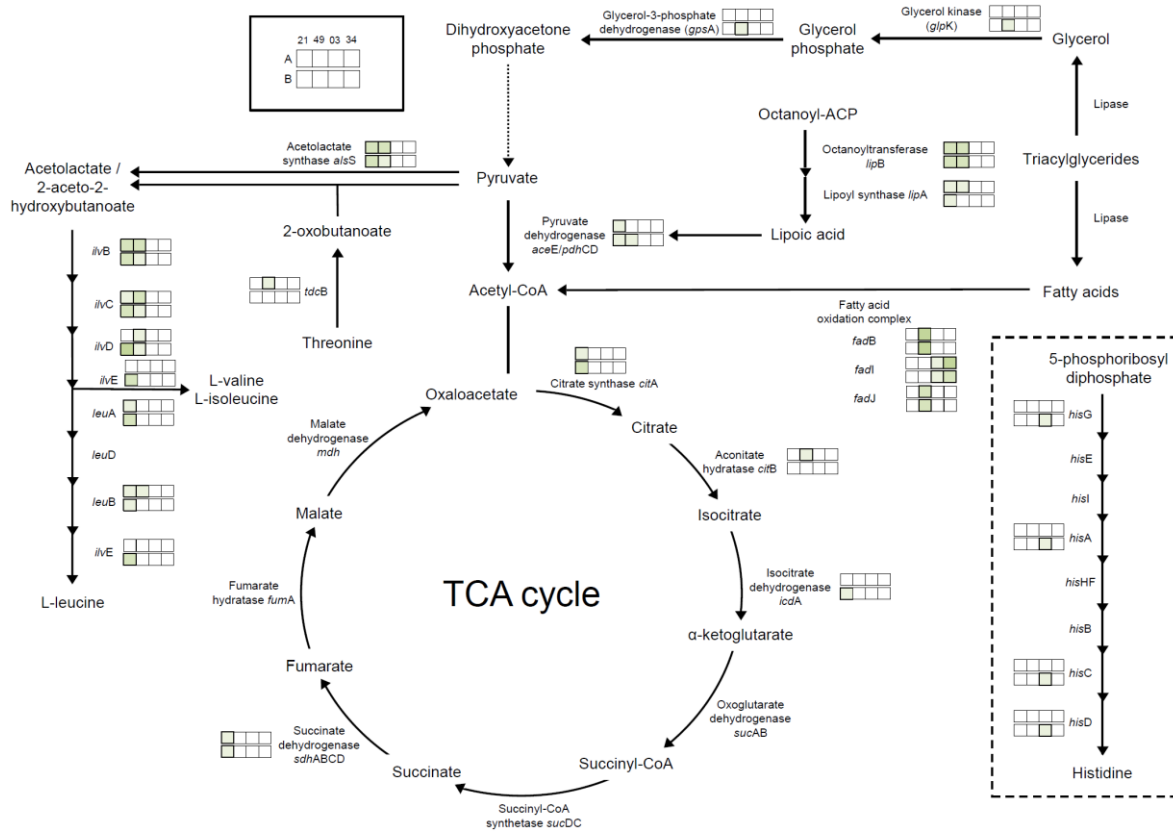 21 49 03 34
A
B
Dihydroxyacetone
phosphate
Glycerol-3-phosphate
dehydrogenase (gpsA)
Glycerol
phosphate
Glycerol kinase
(glpK)
Glycerol
Lipase
Triacylglycerides
Lipase
Fatty acids
Octanoyl-ACP
Octanoyltransferase
lipB
Lipoyl synthase lipA
Lipoic acid
Pyruvate
dehydrogenase
aceE/pdhCD
Pyruvate
Acetolactate
synthase alsS
Acetolactate /
2-aceto-2-
hydroxybutanoate
2-oxobutanoate
tdcB
Threonine
ilvB
ilvC
ilvD
ilvE
L-valine
L-isoleucine
leuA
leuD
leuB
ilvE
L-leucine
Acetyl-CoA
Fatty acid
oxidation complex
fadB
fadI
fadJ
Oxaloacetate
Citrate synthase citA
Citrate
Aconitate
hydratase citB
Isocitrate
Isocitrate
dehydrogenase
icdA
α-ketoglutarate
Oxoglutarate
dehydrogenase
sucAB
Succinyl-CoA
Succinyl-CoA
synthetase sucDC
Succinate
Succinate
dehydrogenase
sdhABCD
Fumarate
Fumarate
hydratase fumA
Malate
Malate
dehydrogenase
mdh
TCA cycle
5-phosphoribosyl
diphosphate
hisG
hisE
hisI
hisA
hisHF
hisB
hisC
hisD
Histidine